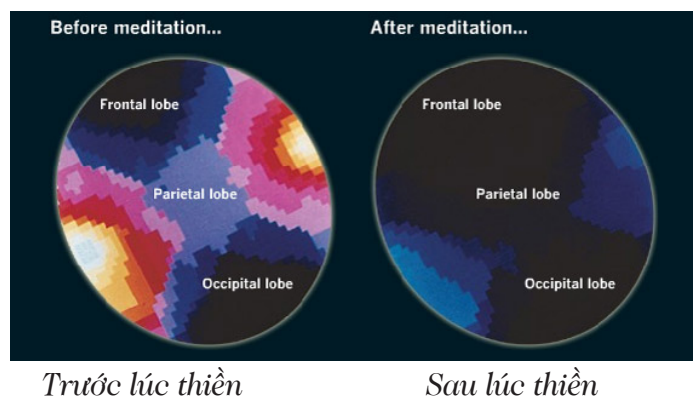 Before meditation...
After meditation...
Frontal lobe
Parietal lobe
Occipital lobe
Frontal lobe
Parietal lobe
Occipital lobe
Trước lúc thiền
Sau lúc thiền